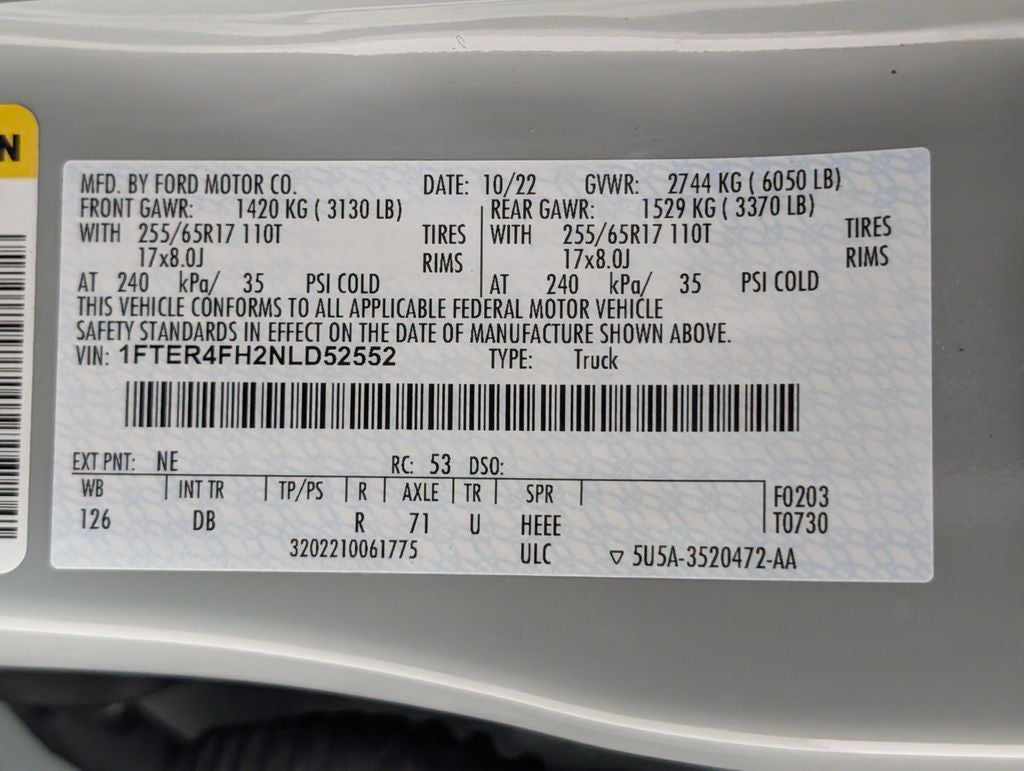 N
MFD. BY FORD MOTOR CO. DATE: 10/22 GVWR: 2744 KG ( 6050 LB)
FRONT GAWR: 1420 KG ( 3130 LB) REAR GAWR: 1529 KG ( 3370 LB)
WITH 255/65R17 110T TIRES WITH 255/65R17 110T TIRES
17x8.0J RIMS 17x8.0J RIMS
AT 240 kPa/ 35 PSI COLD AT 240 kPa/ 35 PSI COLD
THIS VEHICLE CONFORMS TO ALL APPLICABLE FEDERAL MOTOR VEHICLE
SAFETY STANDARDS IN EFFECT ON THE DATE OF MANUFACTURE SHOWN ABOVE.
VIN: 1FTER4FH2NLD52552 TYPE: Truck
EXT PNT: NE RC: 53 DSO:
WB INT TR TP/PS R AXLE TR SPR F0203
126 DB R 71 U HEEE T0730
3202210061775 ULC ▽ 5U5A-3520472-AA